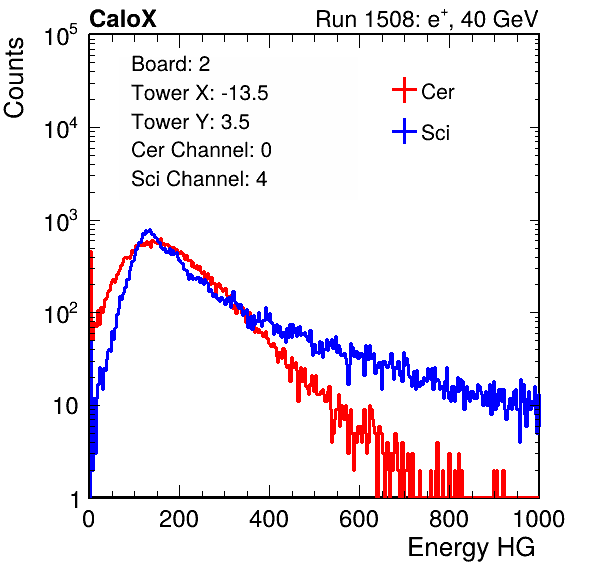 CaloX Run 1508: e⁺, 40 GeV
Counts
Board: 2
Tower X: -13.5
Tower Y: 3.5
Cer Channel: 0
Sci Channel: 4
Cer
Sci
10⁵
10⁴
10³
10²
10
1
0 200 400 600 800 1000
Energy HG